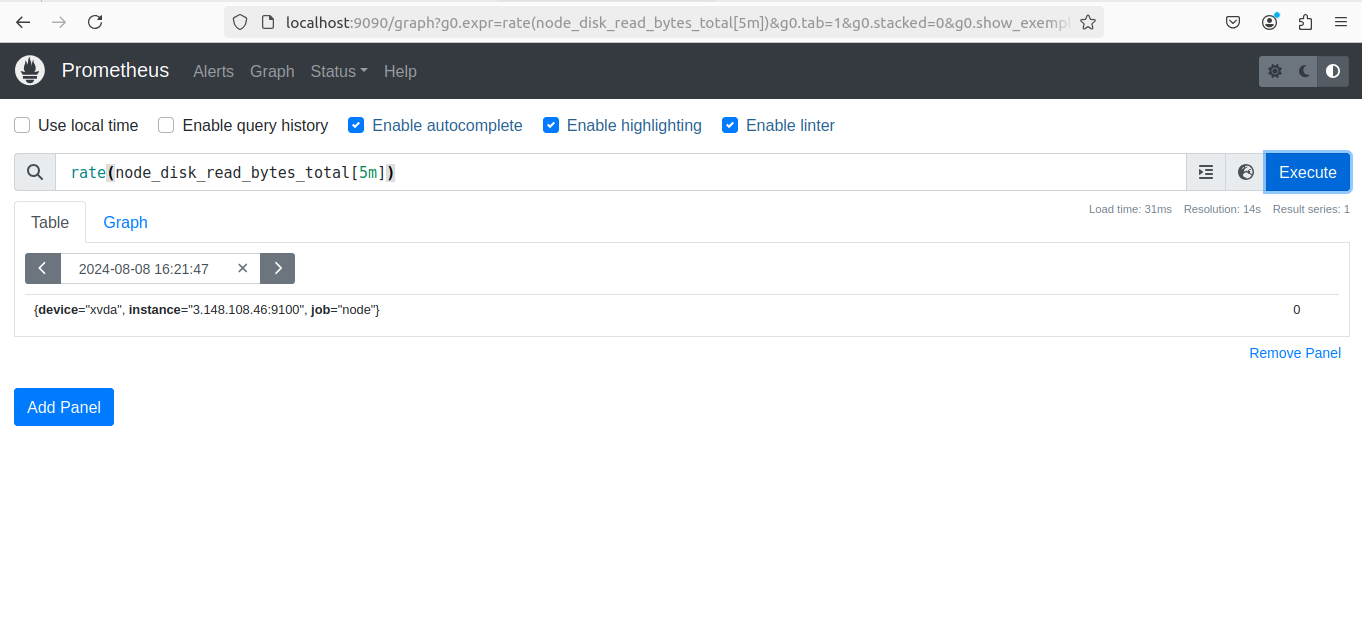 localhost:9090/graph?g0.expr=rate(node_disk_read_bytes_total[5m])&g0.tab=1&g0.stacked=0&g0.show_exempl
Prometheus Alerts Graph Status Help
Use local time Enable query history Enable autocomplete Enable highlighting Enable linter
rate(node_disk_read_bytes_total[5m]) Execute
Table Graph Load time: 31ms Resolution: 14s Result series: 1
2024-08-08 16:21:47
{device="xvda", instance="3.148.108.46:9100", job="node"} 0
Remove Panel
Add Panel